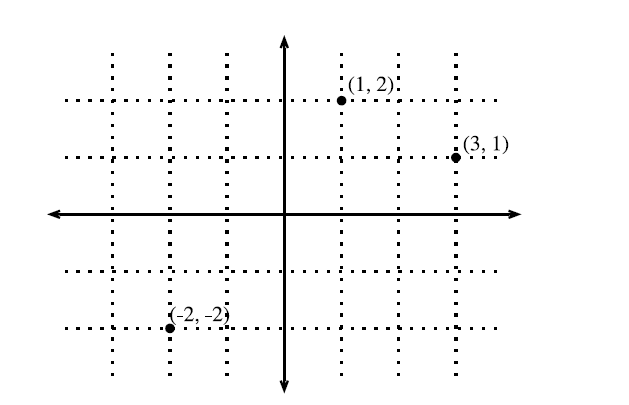 (1, 2)
(3, 1)
(-2, -2)